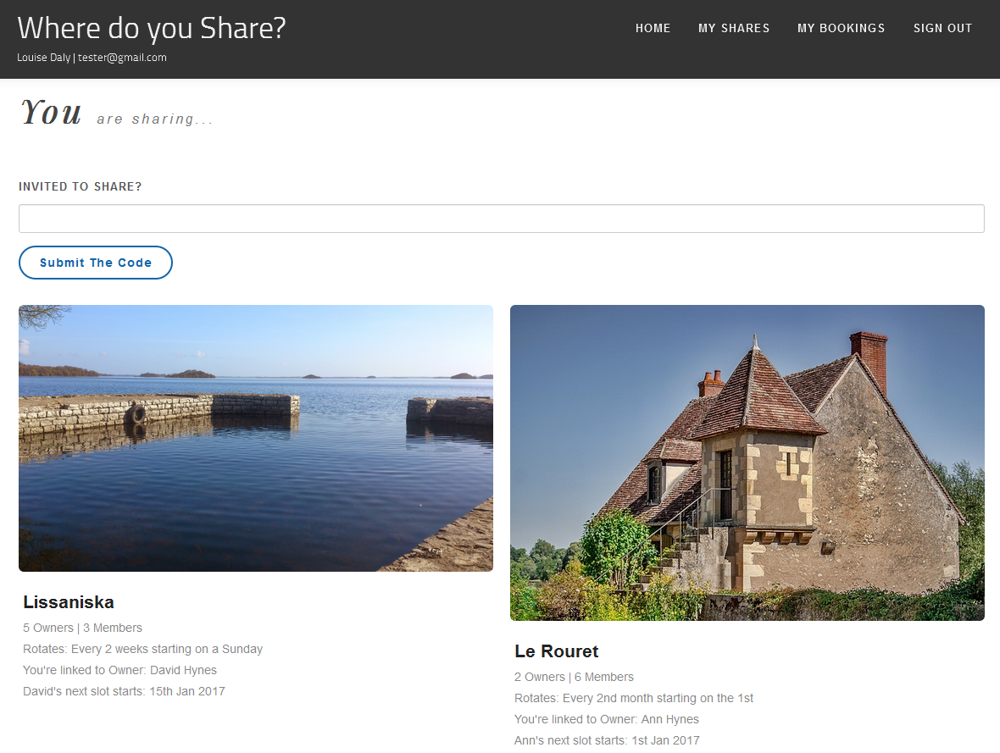 Where do you Share?
HOME MY SHARES MY BOOKINGS SIGN OUT
Louise Daly | tester@gmail.com
You are sharing...
INVITED TO SHARE?
Submit The Code
Lissaniska
5 Owners | 3 Members
Rotates: Every 2 weeks starting on a Sunday
You're linked to Owner: David Hynes
David's next slot starts: 15th Jan 2017
Le Rouret
2 Owners | 6 Members
Rotates: Every 2nd month starting on the 1st
You're linked to Owner: Ann Hynes
Ann's next slot starts: 1st Jan 2017